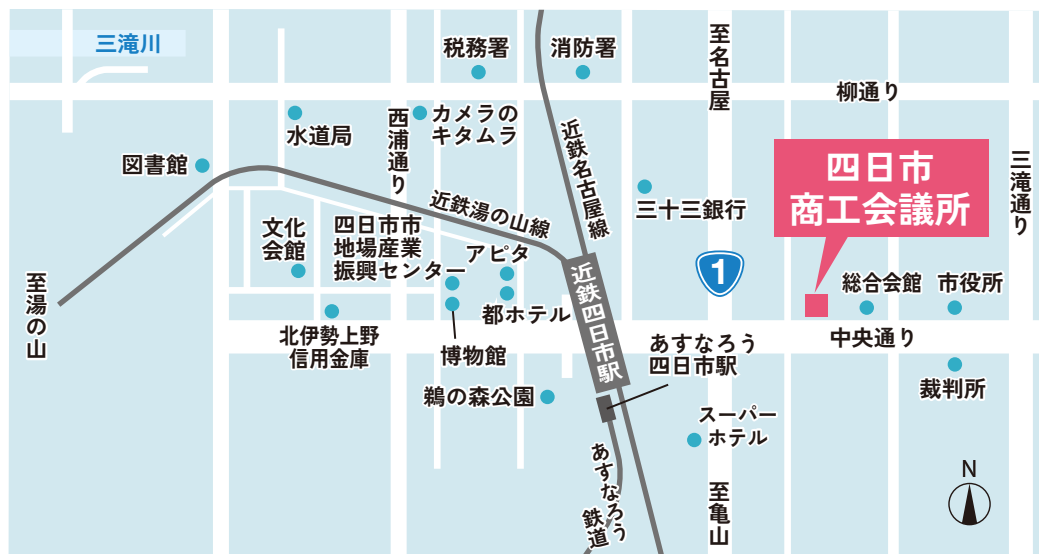 三滝川
税務署
消防署
至名古屋
柳通り
水道局
西浦通り
カメラの
キタムラ
近鉄名古屋線
図書館
四日市
商工会議所
三滝通り
三十三銀行
近鉄湯の山線
文化
会館
四日市市
地場産業
振興センター
アピタ
1
至湯の山
近鉄四日市駅
総合会館
市役所
都ホテル
北伊勢上野
信用金庫
博物館
あすなろう
四日市駅
中央通り
鵜の森公園
裁判所
スーパー
ホテル
あすなろう
鉄道
至亀山
N